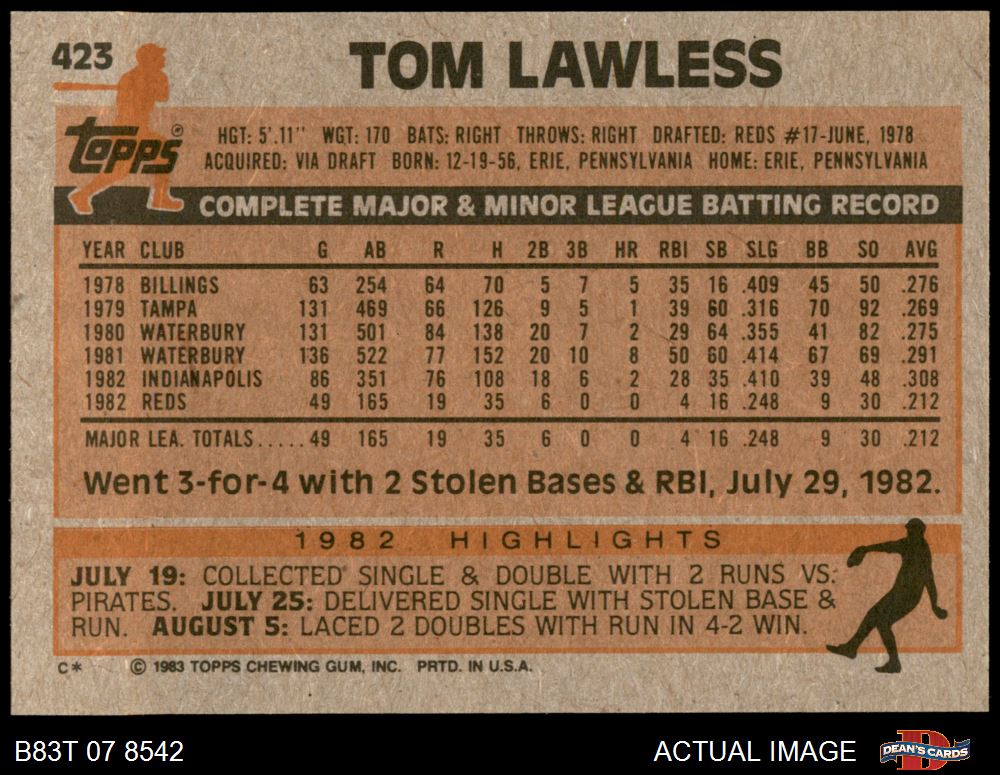 423
TOM LAWLESS
topps®
HGT: 5'.11" WGT: 170 BATS: RIGHT THROWS: RIGHT DRAFTED: REDS #17-JUNE, 1978
ACQUIRED: VIA DRAFT BORN: 12-19-56, ERIE, PENNSYLVANIA HOME: ERIE, PENNSYLVANIA
COMPLETE MAJOR & MINOR LEAGUE BATTING RECORD
YEAR CLUB G AB R H 2B 3B HR RBI SB SLG BB SO AVG
1978 BILLINGS 63 254 64 70 5 7 5 35 16 .409 45 50 .276
1979 TAMPA 131 469 66 126 9 5 1 39 60 .316 70 92 .269
1980 WATERBURY 131 501 84 138 20 7 2 29 64 .355 41 82 .275
1981 WATERBURY 136 522 77 152 20 10 8 50 60 .414 67 69 .291
1982 INDIANAPOLIS 86 351 76 108 18 6 2 28 35 .410 39 48 .308
1982 REDS 49 165 19 35 6 0 0 4 16 .248 9 30 .212
MAJOR LEA. TOTALS.....49 165 19 35 6 0 0 4 16 .248 9 30 .212
Went 3-for-4 with 2 Stolen Bases & RBI, July 29, 1982.
1982 HIGHLIGHTS
JULY 19: COLLECTED SINGLE & DOUBLE WITH 2 RUNS VS.
PIRATES. JULY 25: DELIVERED SINGLE WITH STOLEN BASE &
RUN. AUGUST 5: LACED 2 DOUBLES WITH RUN IN 4-2 WIN.
C* © 1983 TOPPS CHEWING GUM, INC. PRTD. IN U.S.A.
B83T 07 8542
ACTUAL IMAGE
D
DEAN'S CARDS